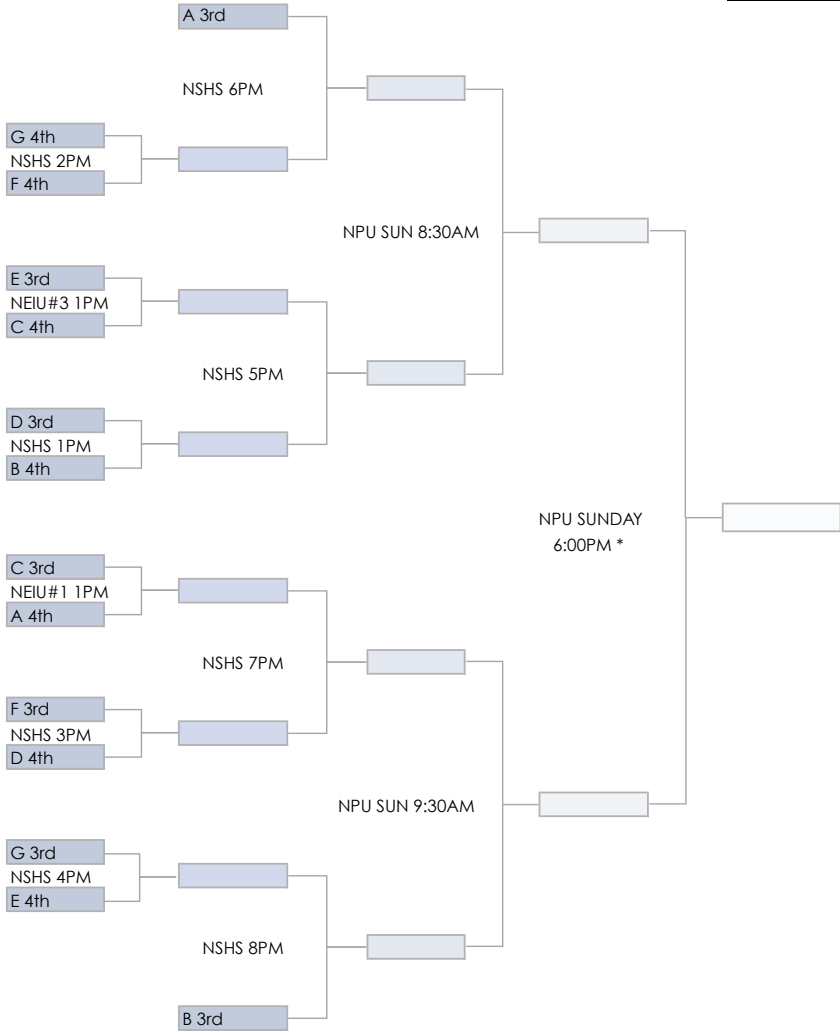 A 3rd
NSHS 6PM
G 4th
NSHS 2PM
F 4th
NPU SUN 8:30AM
E 3rd
NEIU#3 1PM
C 4th
NSHS 5PM
D 3rd
NSHS 1PM
B 4th
NPU SUNDAY
6:00PM *
C 3rd
NEIU#1 1PM
A 4th
NSHS 7PM
F 3rd
NSHS 3PM
D 4th
NPU SUN 9:30AM
G 3rd
NSHS 4PM
E 4th
NSHS 8PM
B 3rd